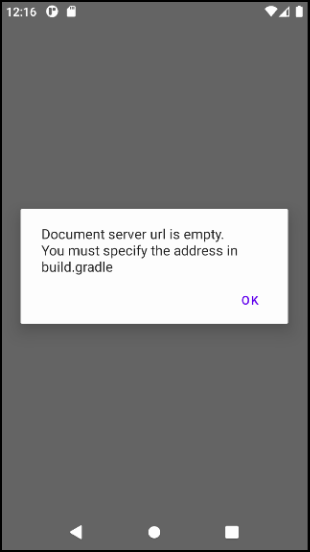 12:16
Document server url is empty.
You must specify the address in
build.gradle
OK